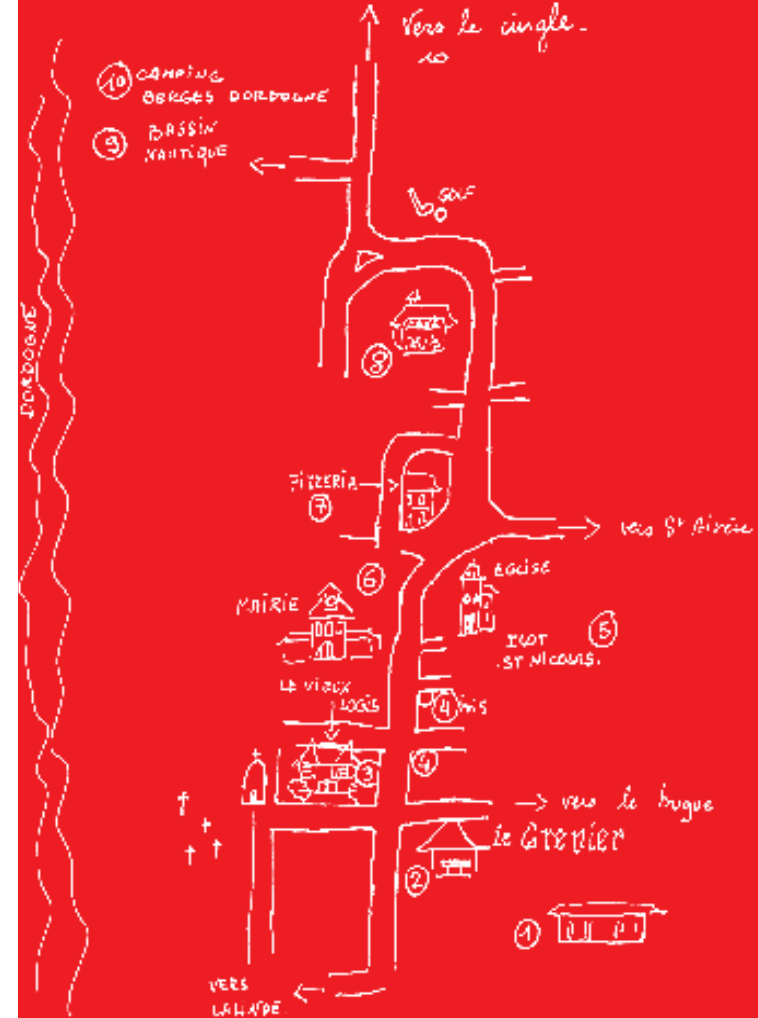 Vers le cingle.
10
10 CAMPING
BERGES DORDOGNE
9 BASSIN
NAUTIQUE
GOLF
DORDOGNE
8
PIZZERIA
7
vers St Alvère
6
EGLISE
MAIRIE
ILOT
ST NICOLAS.
5
LE VIEUX
LOGIS
4 bis
3
4
vers le bugue
le Grenier
2
1
VERS
LALINDE.